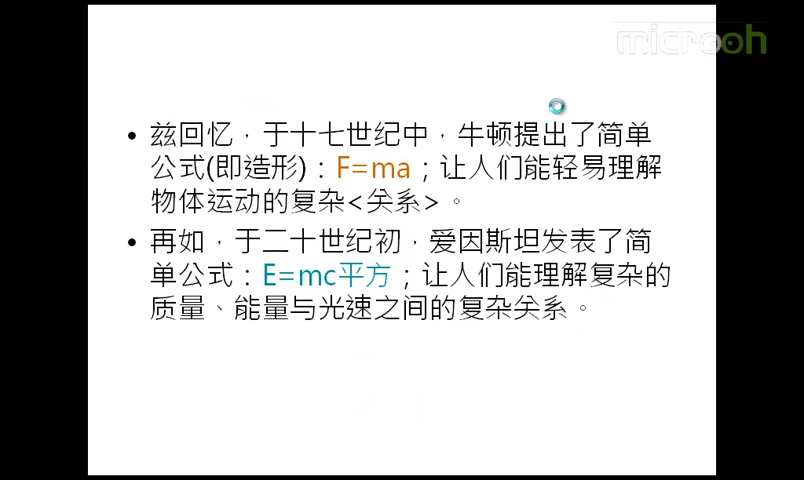 microoh
• 兹回忆，于十七世纪中，牛顿提出了简单
公式(即造形)：F=ma；让人们能轻易理解
物体运动的复杂<关系>。
• 再如，于二十世纪初，爱因斯坦发表了简
单公式：E=mc平方；让人们能理解复杂的
质量、能量与光速之间的复杂关系。